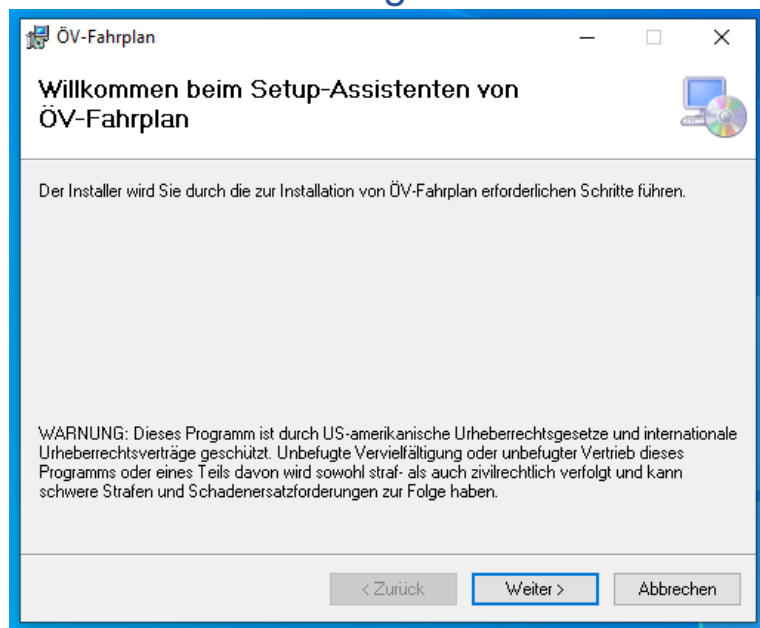 ÖV-Fahrplan
Willkommen beim Setup-Assistenten von
ÖV-Fahrplan
Der Installer wird Sie durch die zur Installation von ÖV-Fahrplan erforderlichen Schritte führen.
WARNUNG: Dieses Programm ist durch US-amerikanische Urheberrechtsgesetze und internationale
Urheberrechtsverträge geschützt. Unbefugte Vervielfältigung oder unbefugter Vertrieb dieses
Programms oder eines Teils davon wird sowohl straf- als auch zivilrechtlich verfolgt und kann
schwere Strafen und Schadenersatzforderungen zur Folge haben.
< Zurück
Weiter >
Abbrechen